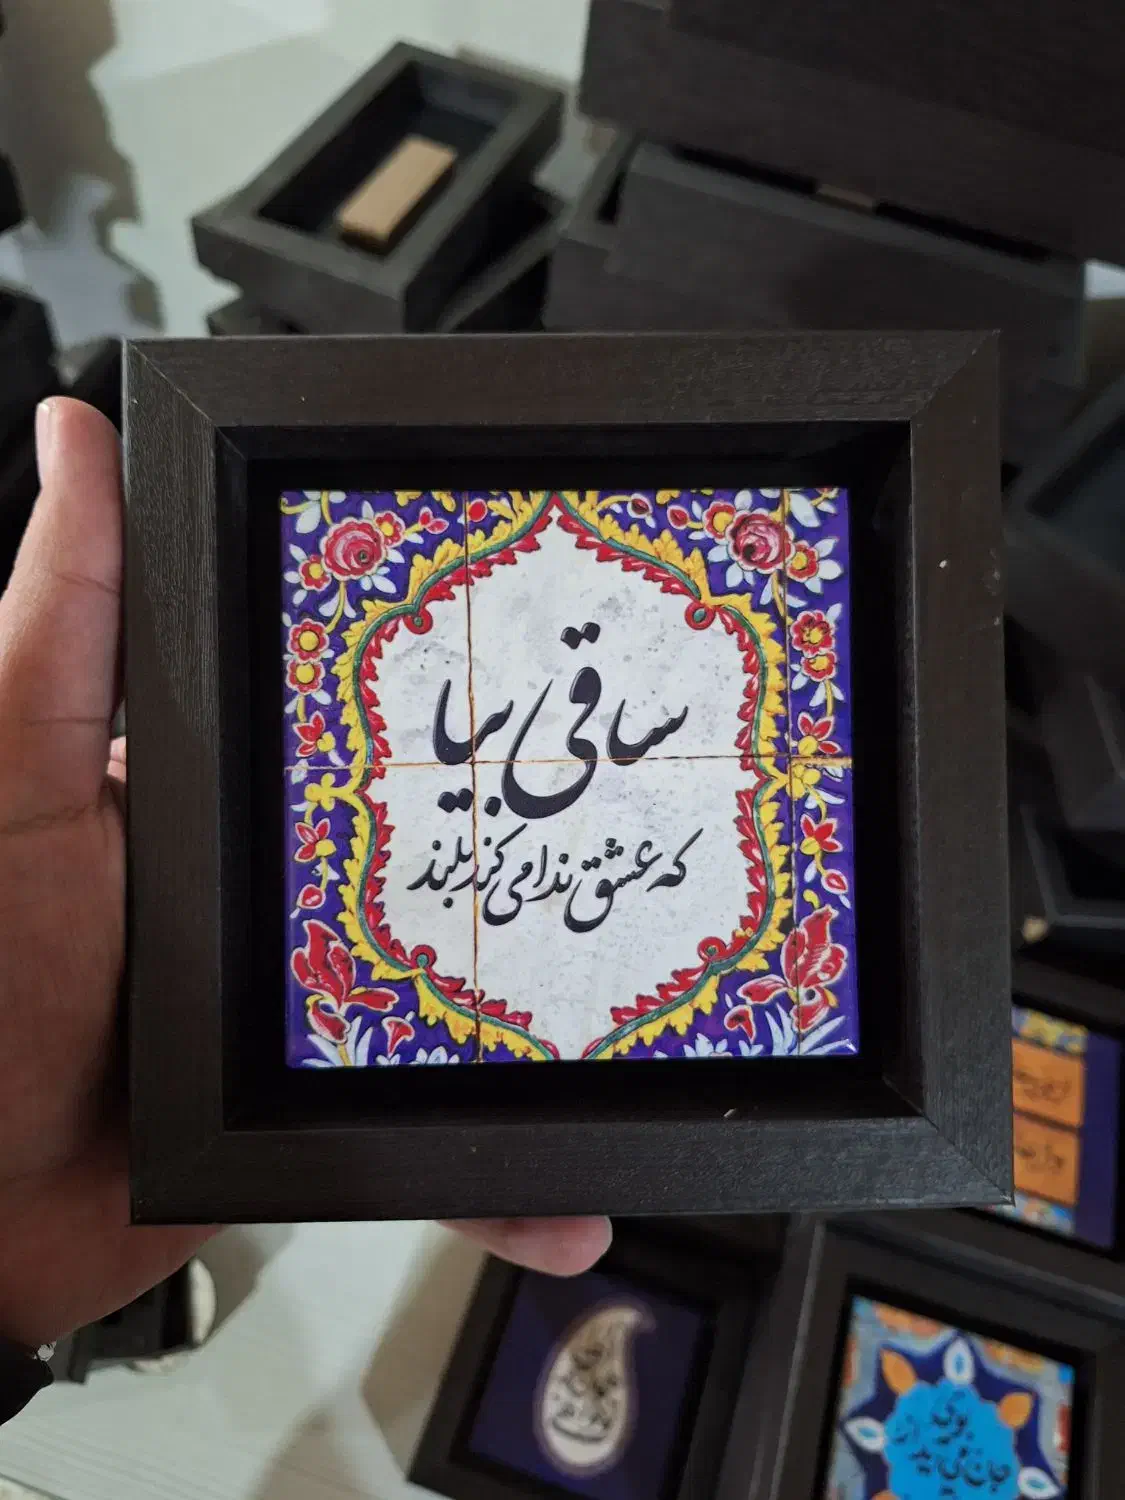 ساقی بیا
که عشق ندا می‌کند بلند